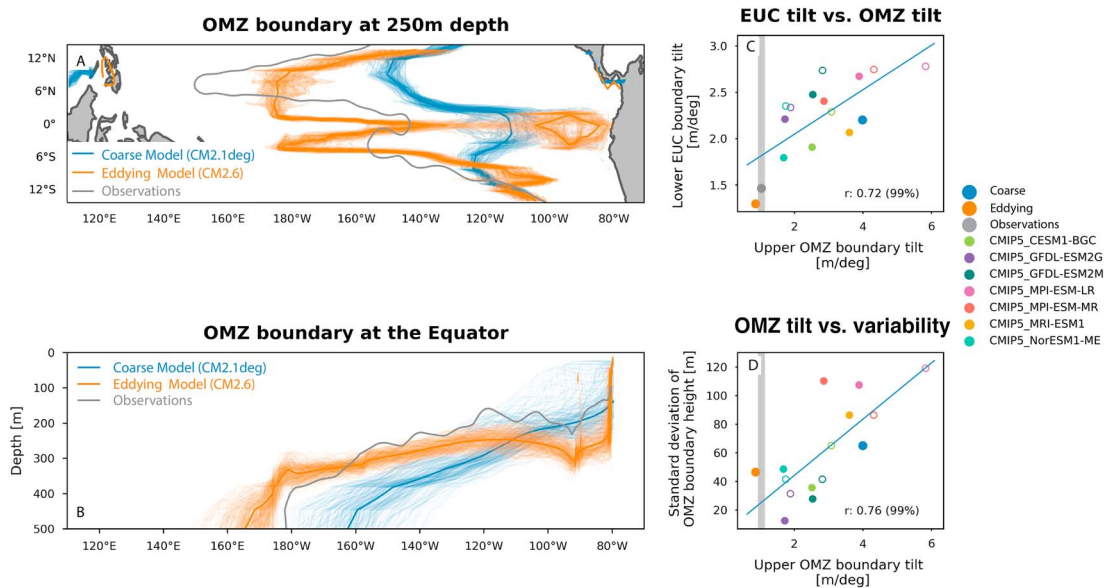 OMZ boundary at 250m depth
A
12°N
6°N
0°
6°S
12°S
Coarse Model (CM2.1deg)
Eddying Model (CM2.6)
Observations
120°E 140°E 160°E 180°W 160°W 140°W 120°W 100°W 80°W
EUC tilt vs. OMZ tilt
C
3.0
2.5
2.0
1.5
Lower EUC boundary tilt
[m/deg]
r: 0.72 (99%)
2 4 6
Upper OMZ boundary tilt
[m/deg]
Coarse
Eddying
Observations
CMIP5_CESM1-BGC
CMIP5_GFDL-ESM2G
CMIP5_GFDL-ESM2M
CMIP5_MPI-ESM-LR
CMIP5_MPI-ESM-MR
CMIP5_MRI-ESM1
CMIP5_NorESM1-ME
OMZ boundary at the Equator
0
100
200
300
400
500
Depth [m]
Coarse Model (CM2.1deg)
Eddying Model (CM2.6)
Observations
B
120°E 140°E 160°E 180°W 160°W 140°W 120°W 100°W 80°W
OMZ tilt vs. variability
D
120
100
80
60
40
20
Standard deviation of
OMZ boundary height [m]
r: 0.76 (99%)
2 4 6
Upper OMZ boundary tilt
[m/deg]